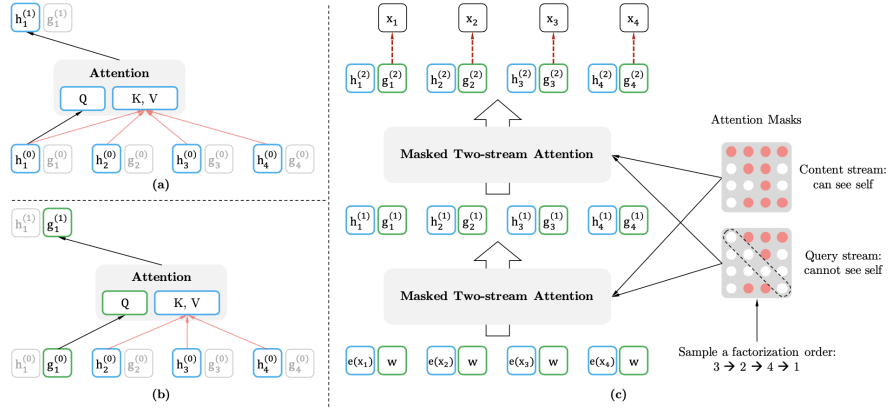 h₁⁽¹⁾ g₁⁽¹⁾
Attention
Q K, V
h₁⁽⁰⁾ g₁⁽⁰⁾ h₂⁽⁰⁾ g₂⁽⁰⁾ h₃⁽⁰⁾ g₃⁽⁰⁾ h₄⁽⁰⁾ g₄⁽⁰⁾
(a)
h₁⁽¹⁾ g₁⁽¹⁾
Attention
Q K, V
h₁⁽⁰⁾ g₁⁽⁰⁾ h₂⁽⁰⁾ g₂⁽⁰⁾ h₃⁽⁰⁾ g₃⁽⁰⁾ h₄⁽⁰⁾ g₄⁽⁰⁾
(b)
x₁ x₂ x₃ x₄
h₁⁽²⁾ g₁⁽²⁾ h₂⁽²⁾ g₂⁽²⁾ h₃⁽²⁾ g₃⁽²⁾ h₄⁽²⁾ g₄⁽²⁾
Masked Two-stream Attention
h₁⁽¹⁾ g₁⁽¹⁾ h₂⁽¹⁾ g₂⁽¹⁾ h₃⁽¹⁾ g₃⁽¹⁾ h₄⁽¹⁾ g₄⁽¹⁾
Masked Two-stream Attention
e(x₁) w e(x₂) w e(x₃) w e(x₄) w
(c)
Attention Masks
Content stream:
can see self
Query stream:
cannot see self
Sample a factorization order:
3 → 2 → 4 → 1